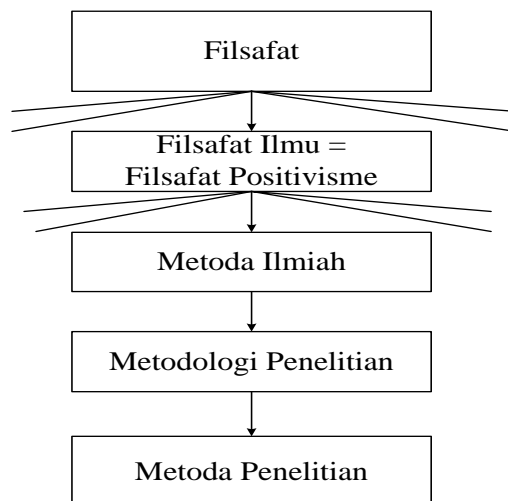 Filsafat
Filsafat Ilmu =
Filsafat Positivisme
Metoda Ilmiah
Metodologi Penelitian
Metoda Penelitian